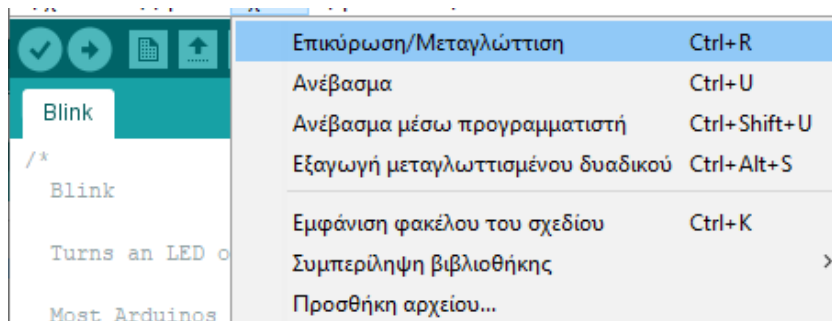 Επικύρωση/Μεταγλώττιση Ctrl+R
Ανέβασμα Ctrl+U
Ανέβασμα μέσω προγραμματιστή Ctrl+Shift+U
Εξαγωγή μεταγλωττισμένου δυαδικού Ctrl+Alt+S
Εμφάνιση φακέλου του σχεδίου Ctrl+K
Συμπερίληψη βιβλιοθήκης
Προσθήκη αρχείου...
Blink
/*
Blink
Turns an LED
Most Arduinos